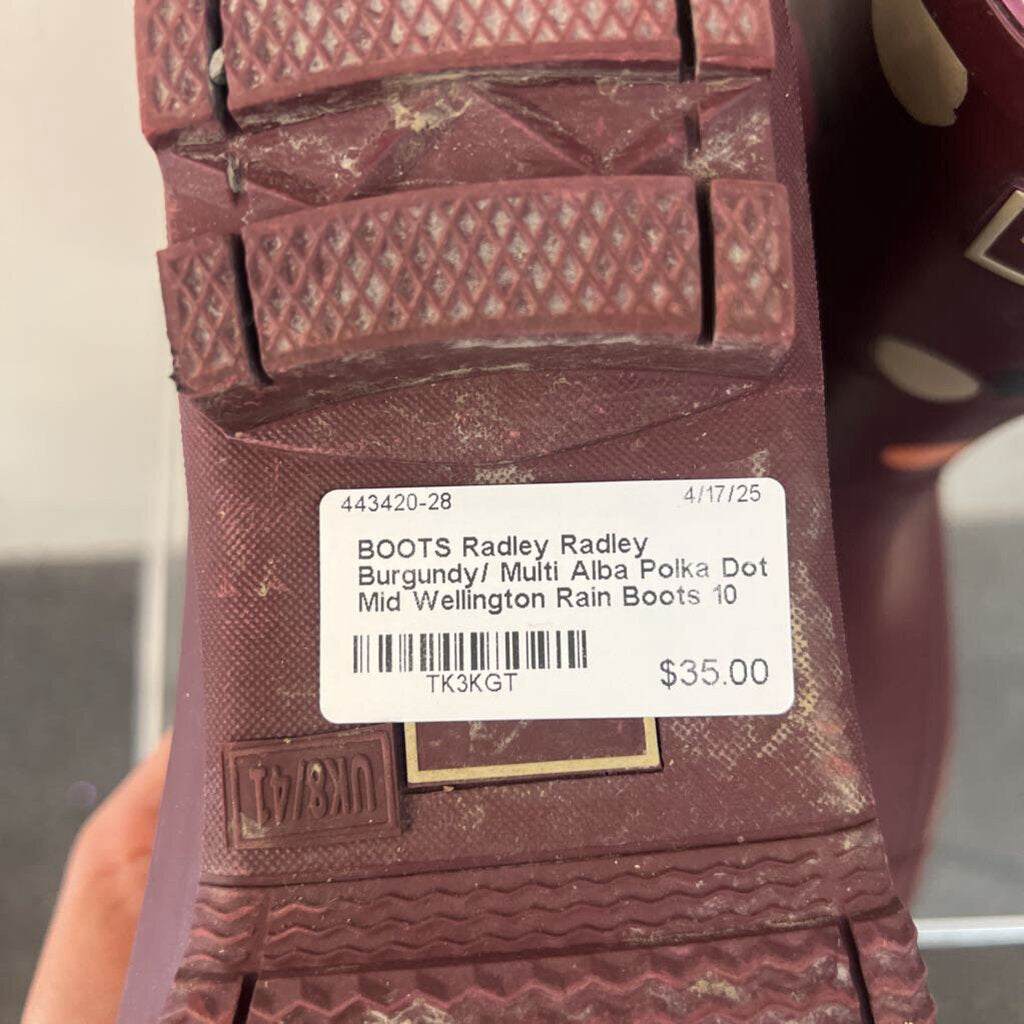 443420-28 4/17/25
BOOTS Radley Radley
Burgundy/ Multi Alba Polka Dot
Mid Wellington Rain Boots 10
TK3KGT $35.00
UK8/41